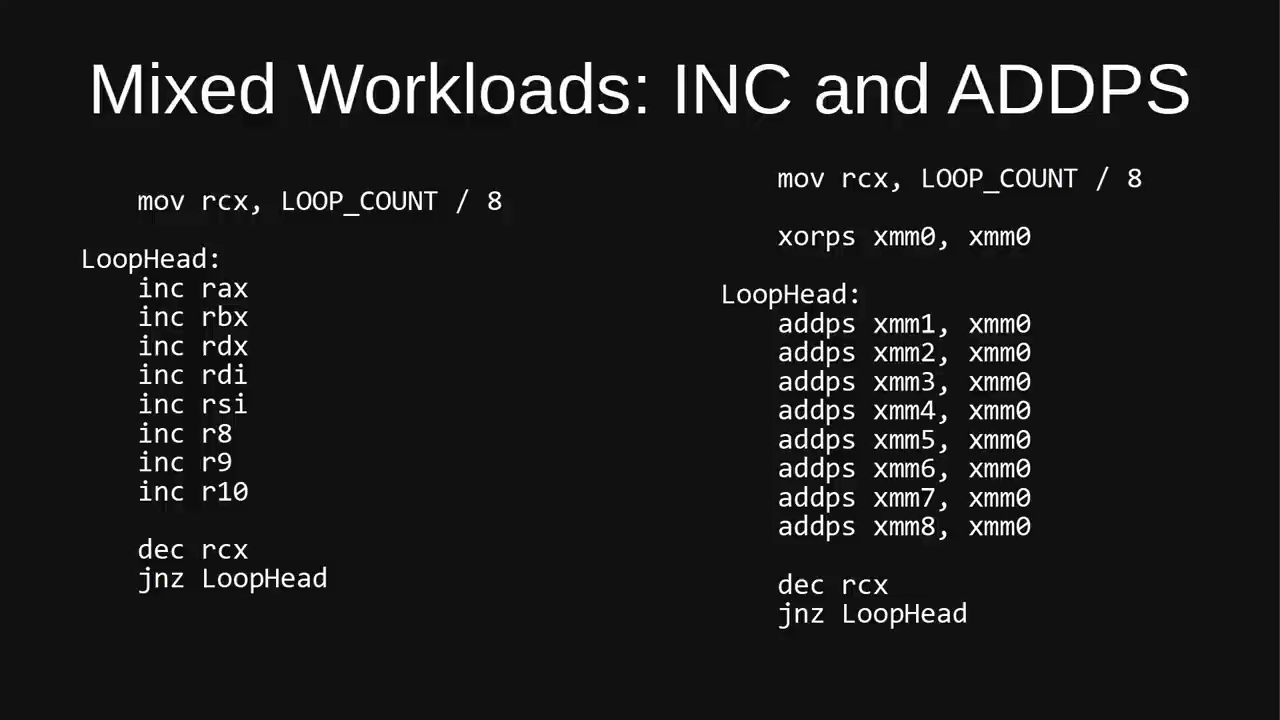 Mixed Workloads: INC and ADDPS
mov rcx, LOOP_COUNT / 8
LoopHead:
inc rax
inc rbx
inc rdx
inc rdi
inc rsi
inc r8
inc r9
inc r10
dec rcx
jnz LoopHead
mov rcx, LOOP_COUNT / 8
xorps xmm0, xmm0
LoopHead:
addps xmm1, xmm0
addps xmm2, xmm0
addps xmm3, xmm0
addps xmm4, xmm0
addps xmm5, xmm0
addps xmm6, xmm0
addps xmm7, xmm0
addps xmm8, xmm0
dec rcx
jnz LoopHead